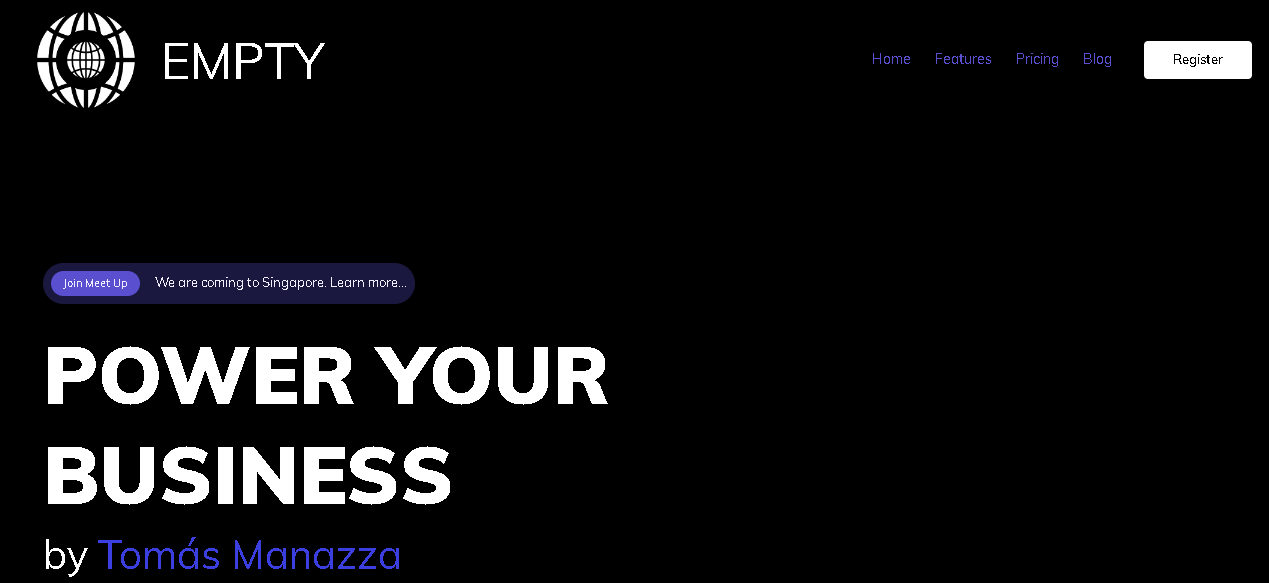 EMPTY
Home Features Pricing Blog Register
Join Meet Up We are coming to Singapore. Learn more...
POWER YOUR
BUSINESS
by Tomás Manazza